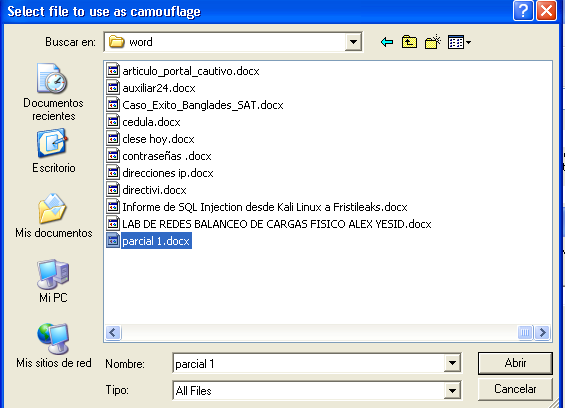 Select file to use as camouflage
Buscar en:
word
Documentos
recientes
Escritorio
Mis documentos
Mi PC
Mis sitios de red
articulo_portal_cautivo.docx
auxiliar24.docx
Caso_Exito_Banglades_SAT.docx
cedula.docx
clese hoy.docx
contraseñas .docx
direcciones ip.docx
directivi.docx
Informe de SQL Injection desde Kali Linux a Fristileaks.docx
LAB DE REDES BALANCEO DE CARGAS FISICO ALEX YESID.docx
parcial 1.docx
Nombre:
parcial 1
Abrir
Tipo:
All Files
Cancelar